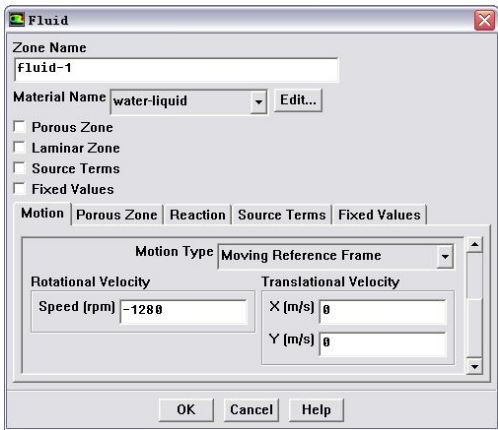 Fluid
Zone Name
fluid-1
Material Name water-liquid Edit...
Porous Zone
Laminar Zone
Source Terms
Fixed Values
Motion Porous Zone Reaction Source Terms Fixed Values
Motion Type Moving Reference Frame
Rotational Velocity Translational Velocity
Speed (rpm) -1280 X (m/s) 0
Y (m/s) 0
OK Cancel Help